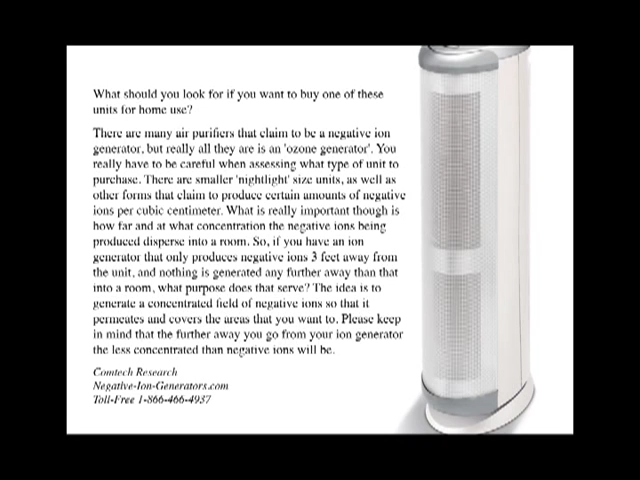 What should you look for if you want to buy one of these
units for home use?
There are many air purifiers that claim to be a negative ion
generator, but really all they are is an 'ozone generator'. You
really have to be careful when assessing what type of unit to
purchase. There are smaller 'nightlight' size units, as well as
other forms that claim to produce certain amounts of negative
ions per cubic centimeter. What is really important though is
how far and at what concentration the negative ions being
produced disperse into a room. So, if you have an ion
generator that only produces negative ions 3 feet away from
the unit, and nothing is generated any further away than that
into a room, what purpose does that serve? The idea is to
generate a concentrated field of negative ions so that it
permeates and covers the areas that you want to. Please keep
in mind that the further away you go from your ion generator
the less concentrated than negative ions will be.
Comtech Research
Negative-Ion-Generators.com
Toll-Free 1-866-466-4937